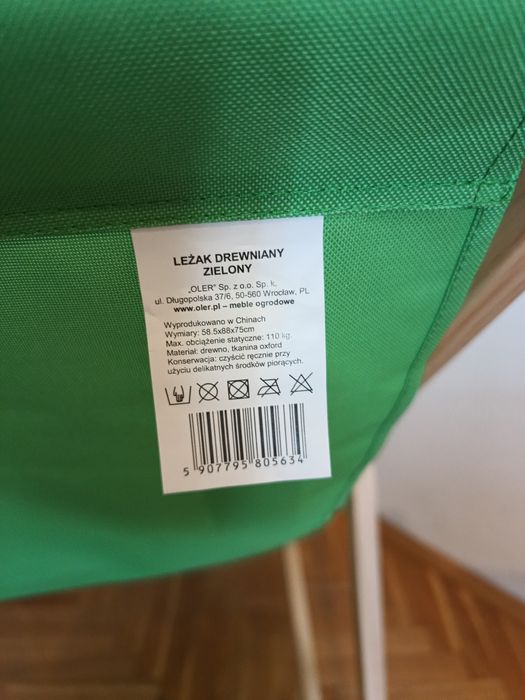 LEŻAK DREWNIANY
ZIELONY
„OLER" Sp. z o.o. Sp. k.
ul. Długopolska 37/6, 50-560 Wrocław, PL
www.oler.pl – meble ogrodowe
Wyprodukowano w Chinach
Wymiary: 58.5x88x75cm
Max. obciążenie statyczne: 110 kg.
Materiał: drewno, tkanina oxford
Konserwacja: czyścić ręcznie przy
użyciu delikatnych środków piorących.
5 907795 805634